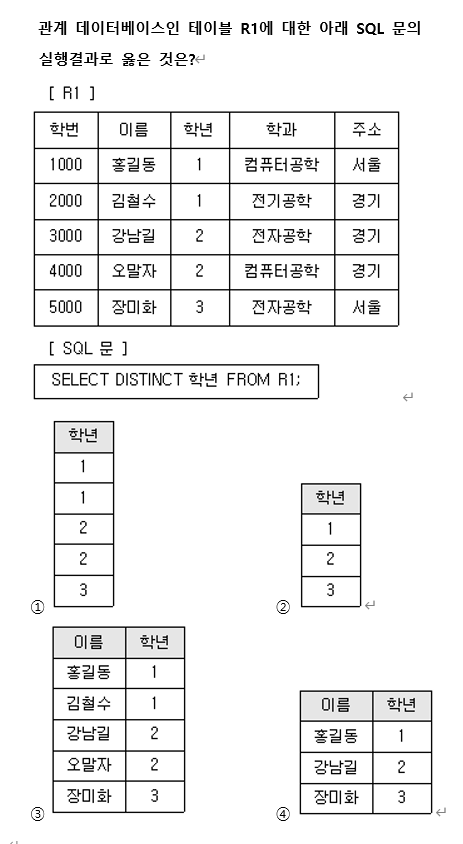 관계 데이터베이스인 테이블 R1에 대한 아래 SQL 문의
실행결과로 옳은 것은?
[ R1 ]
학번 이름 학년 학과 주소
1000 홍길동 1 컴퓨터공학 서울
2000 김철수 1 전기공학 경기
3000 강남길 2 전자공학 경기
4000 오말자 2 컴퓨터공학 경기
5000 장미화 3 전자공학 서울
[ SQL 문 ]
SELECT DISTINCT 학년 FROM R1;
①
학년
1
1
2
2
3
②
학년
1
2
3
③
이름 학년
홍길동 1
김철수 1
강남길 2
오말자 2
장미화 3
④
이름 학년
홍길동 1
강남길 2
장미화 3